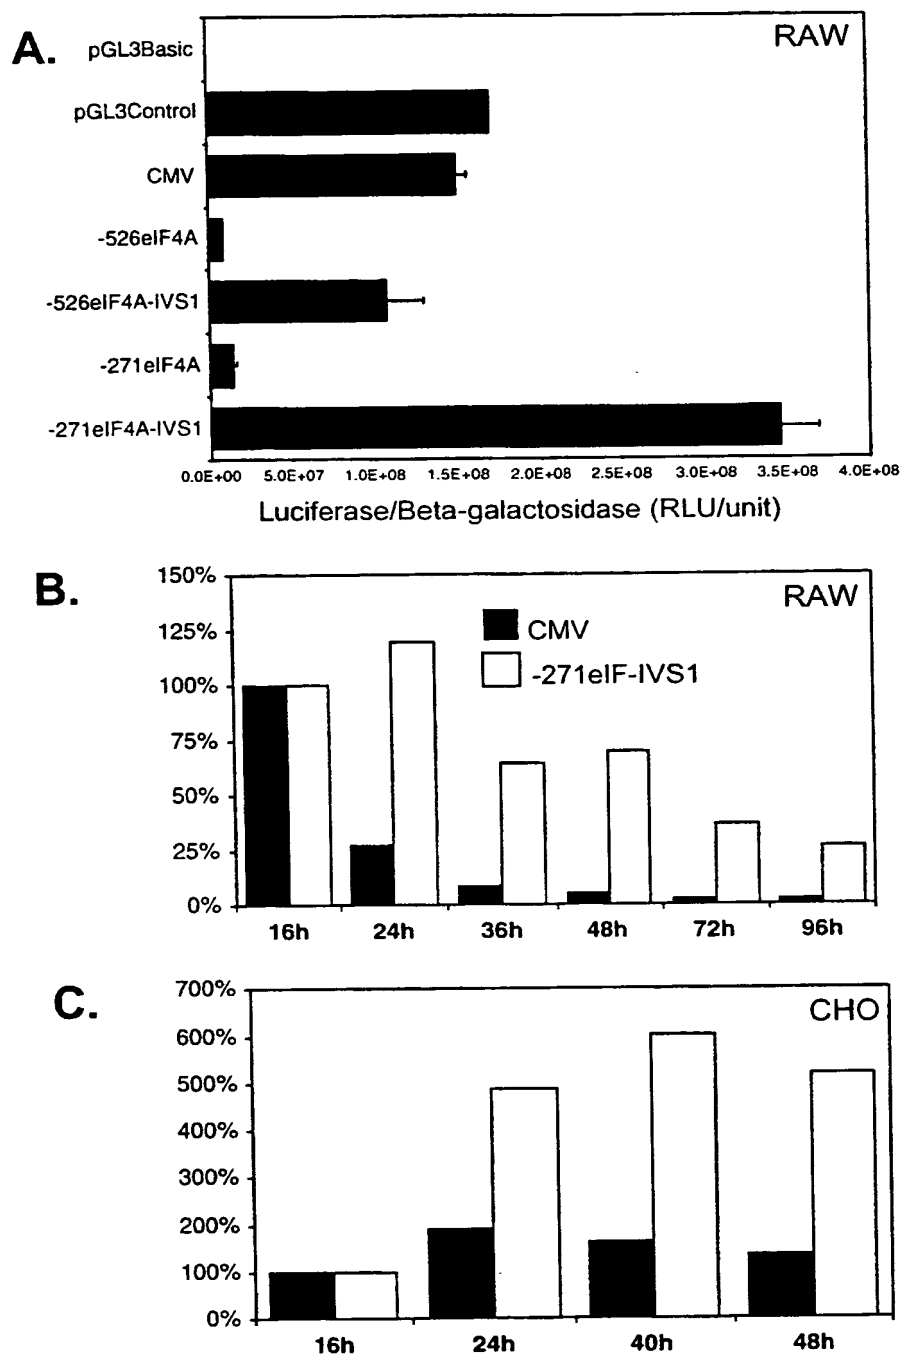 A.
RAW
pGL3Basic
pGL3Control
CMV
-526eIF4A
-526eIF4A-IVS1
-271eIF4A
-271eIF4A-IVS1
0.0E+00 5.0E+07 1.0E+08 1.5E+08 2.0E+08 2.5E+08 3.0E+08 3.5E+08 4.0E+08
Luciferase/Beta-galactosidase (RLU/unit)
B.
RAW
150%
125%
100%
75%
50%
25%
0%
CMV
-271eIF-IVS1
16h 24h 36h 48h 72h 96h
C.
CHO
700%
600%
500%
400%
300%
200%
100%
0%
16h 24h 40h 48h